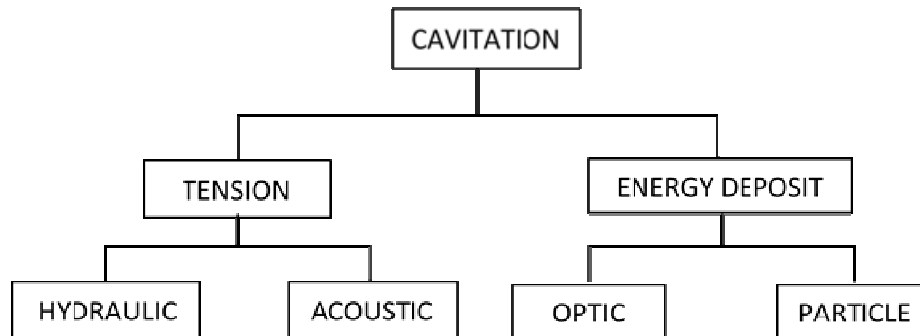 CAVITATION
TENSION
ENERGY DEPOSIT
HYDRAULIC
ACOUSTIC
OPTIC
PARTICLE